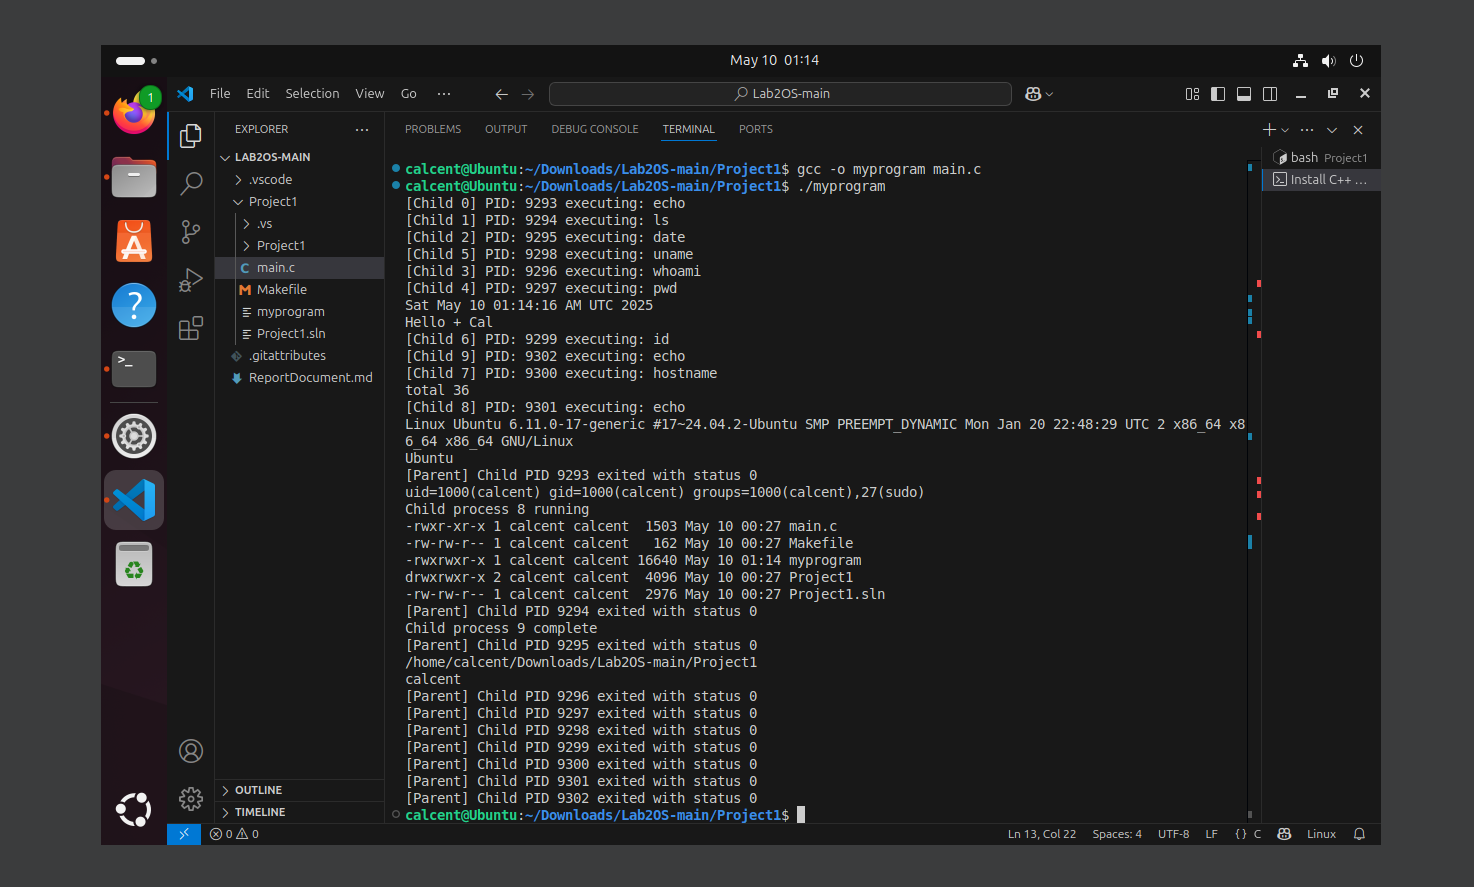 May 10 01:14
1
File Edit Selection View Go ···
Lab2OS-main
EXPLORER ···
LAB2OS-MAIN
.vscode
Project1
.vs
Project1
C main.c
M Makefile
myprogram
Project1.sln
.gitattributes
ReportDocument.md
OUTLINE
TIMELINE
PROBLEMS OUTPUT DEBUG CONSOLE TERMINAL PORTS
bash Project1
Install C++ ...
calcent@Ubuntu:~/Downloads/Lab2OS-main/Project1$ gcc -o myprogram main.c
calcent@Ubuntu:~/Downloads/Lab2OS-main/Project1$ ./myprogram
[Child 0] PID: 9293 executing: echo
[Child 1] PID: 9294 executing: ls
[Child 2] PID: 9295 executing: date
[Child 5] PID: 9298 executing: uname
[Child 3] PID: 9296 executing: whoami
[Child 4] PID: 9297 executing: pwd
Sat May 10 01:14:16 AM UTC 2025
Hello + Cal
[Child 6] PID: 9299 executing: id
[Child 9] PID: 9302 executing: echo
[Child 7] PID: 9300 executing: hostname
total 36
[Child 8] PID: 9301 executing: echo
Linux Ubuntu 6.11.0-17-generic #17~24.04.2-Ubuntu SMP PREEMPT_DYNAMIC Mon Jan 20 22:48:29 UTC 2 x86_64 x8
6_64 x86_64 GNU/Linux
Ubuntu
[Parent] Child PID 9293 exited with status 0
uid=1000(calcent) gid=1000(calcent) groups=1000(calcent),27(sudo)
Child process 8 running
-rwxr-xr-x 1 calcent calcent  1503 May 10 00:27 main.c
-rw-rw-r-- 1 calcent calcent   162 May 10 00:27 Makefile
-rwxrwxr-x 1 calcent calcent 16640 May 10 01:14 myprogram
drwxrwxr-x 2 calcent calcent  4096 May 10 00:27 Project1
-rw-rw-r-- 1 calcent calcent  2976 May 10 00:27 Project1.sln
[Parent] Child PID 9294 exited with status 0
Child process 9 complete
[Parent] Child PID 9295 exited with status 0
/home/calcent/Downloads/Lab2OS-main/Project1
calcent
[Parent] Child PID 9296 exited with status 0
[Parent] Child PID 9297 exited with status 0
[Parent] Child PID 9298 exited with status 0
[Parent] Child PID 9299 exited with status 0
[Parent] Child PID 9300 exited with status 0
[Parent] Child PID 9301 exited with status 0
[Parent] Child PID 9302 exited with status 0
calcent@Ubuntu:~/Downloads/Lab2OS-main/Project1$
0 0
Ln 13, Col 22 Spaces: 4 UTF-8 LF {} C Linux